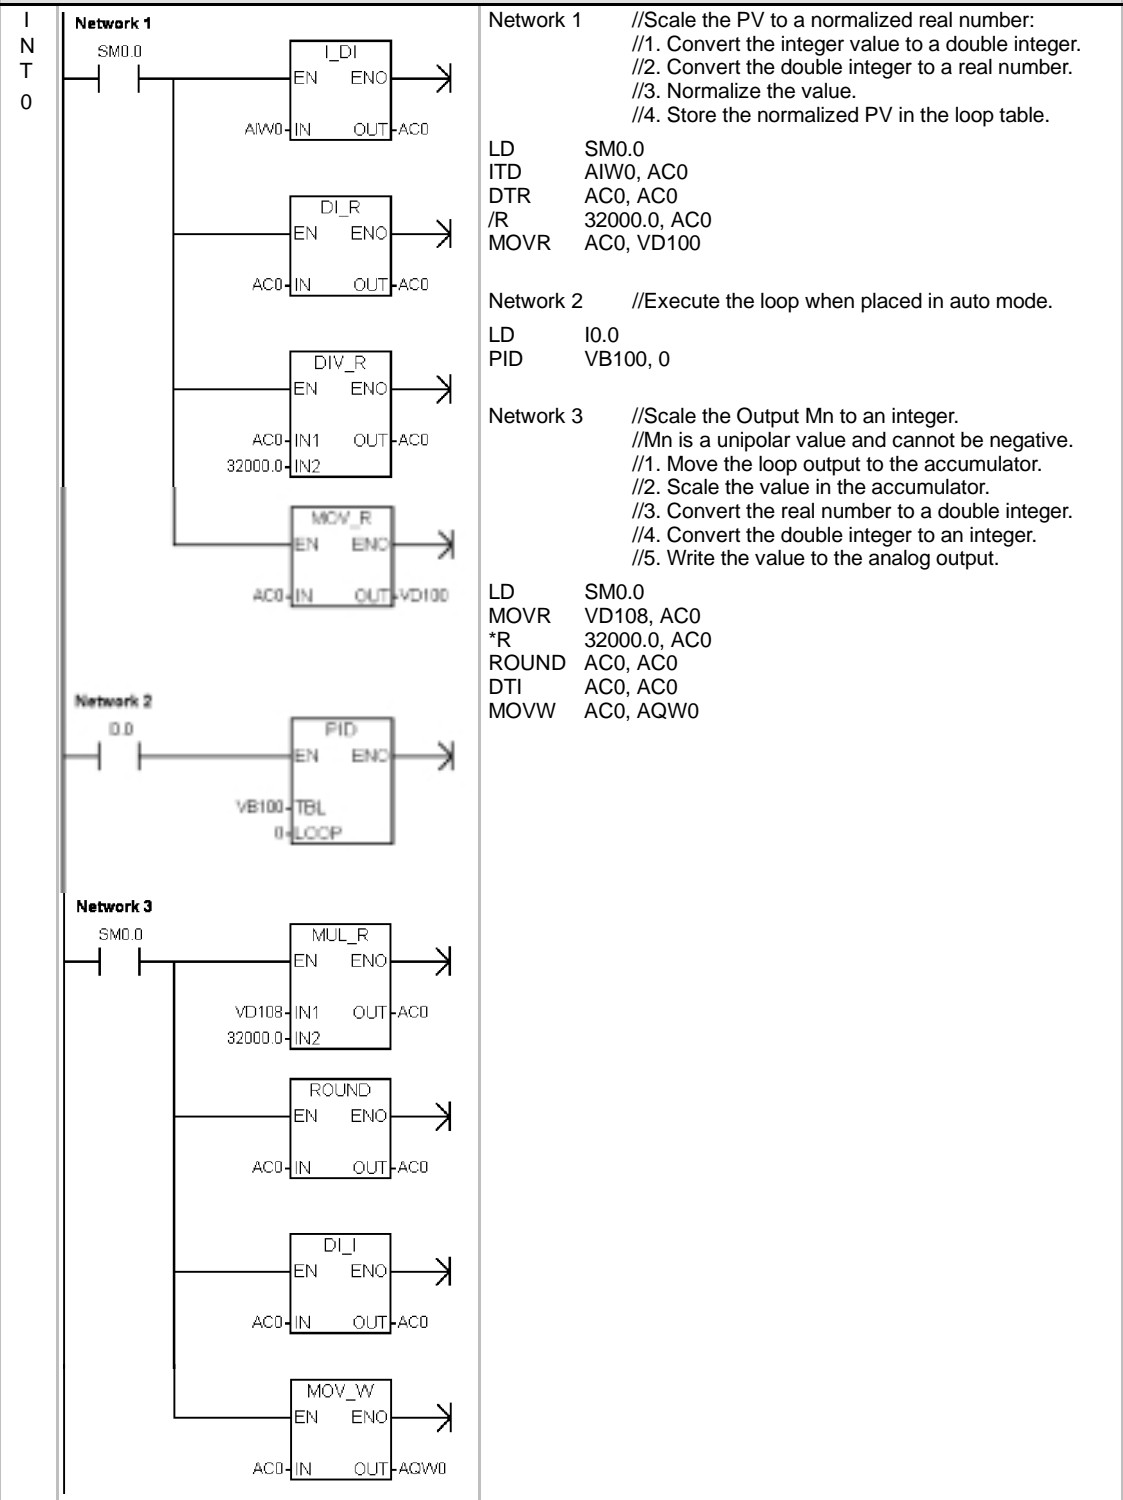 I
N
T
0
Network 1
SM0.0
I_DI
EN ENO
AIW0 IN OUT AC0
DI_R
EN ENO
AC0 IN OUT AC0
DIV_R
EN ENO
AC0 IN1 OUT AC0
32000.0 IN2
MOV_R
EN ENO
AC0 IN OUT VD100
Network 2
I0.0
PID
EN ENO
VB100 TBL
0 LOOP
Network 3
SM0.0
MUL_R
EN ENO
VD108 IN1 OUT AC0
32000.0 IN2
ROUND
EN ENO
AC0 IN OUT AC0
DI_I
EN ENO
AC0 IN OUT AC0
MOV_W
EN ENO
AC0 IN OUT AQW0
Network 1 //Scale the PV to a normalized real number:
//1. Convert the integer value to a double integer.
//2. Convert the double integer to a real number.
//3. Normalize the value.
//4. Store the normalized PV in the loop table.
LD SM0.0
ITD AIW0, AC0
DTR AC0, AC0
/R 32000.0, AC0
MOVR AC0, VD100
Network 2 //Execute the loop when placed in auto mode.
LD I0.0
PID VB100, 0
Network 3 //Scale the Output Mn to an integer.
//Mn is a unipolar value and cannot be negative.
//1. Move the loop output to the accumulator.
//2. Scale the value in the accumulator.
//3. Convert the real number to a double integer.
//4. Convert the double integer to an integer.
//5. Write the value to the analog output.
LD SM0.0
MOVR VD108, AC0
*R 32000.0, AC0
ROUND AC0, AC0
DTI AC0, AC0
MOVW AC0, AQW0